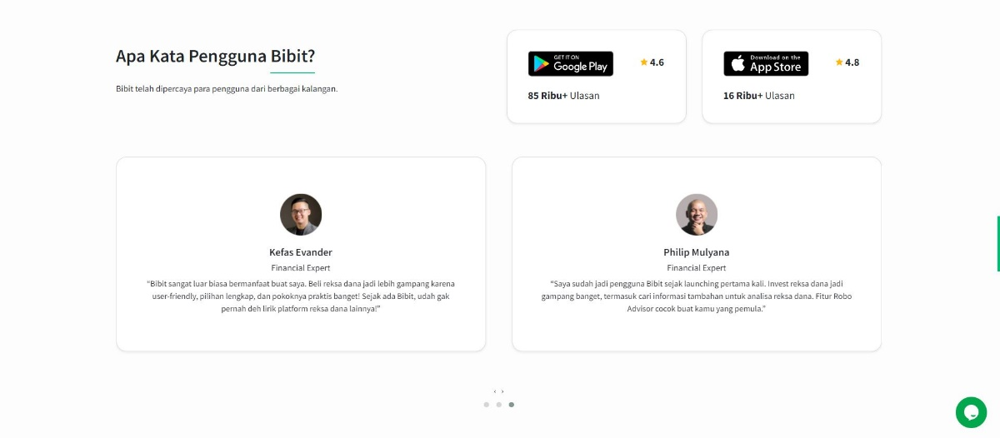 Apa Kata Pengguna Bibit?
Bibit telah dipercaya para pengguna dari berbagai kalangan.
GET IT ON
Google Play
4.6
85 Ribu+ Ulasan
Download on the
App Store
4.8
16 Ribu+ Ulasan
Kefas Evander
Financial Expert
“Bibit sangat luar biasa bermanfaat buat saya. Beli reksa dana jadi lebih gampang karena
user-friendly, pilihan lengkap, dan pokoknya praktis banget! Sejak ada Bibit, udah gak
pernah deh lirik platform reksa dana lainnya!”
Philip Mulyana
Financial Expert
“Saya sudah jadi pengguna Bibit sejak launching pertama kali. Invest reksa dana jadi
gampang banget, termasuk cari informasi tambahan untuk analisa reksa dana. Fitur Robo
Advisor cocok buat kamu yang pemula.”
‹ ›